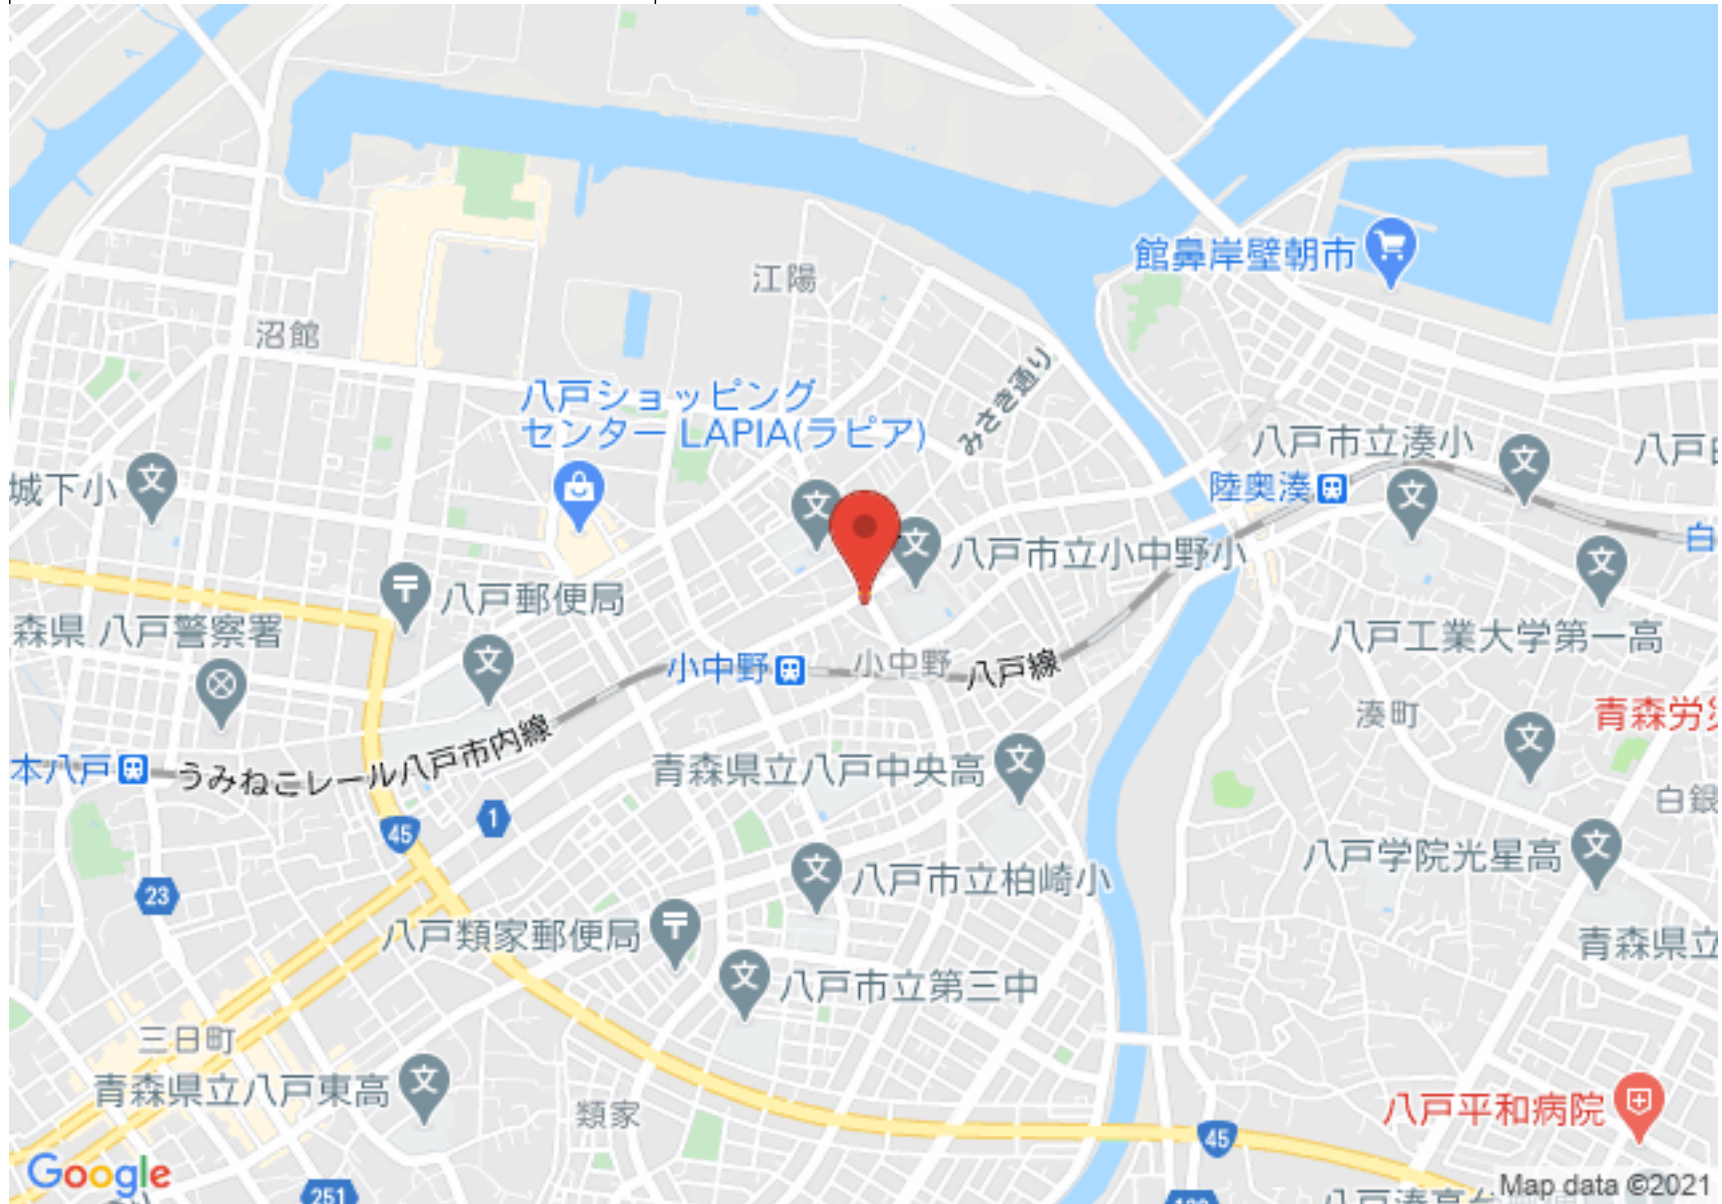 館鼻岸壁朝市
江陽
沼館
みさき通り
八戸ショッピング
センター LAPIA(ラピア)
八戸市立湊小
城下小
陸奥湊
八戸市立小中野小
八戸郵便局
森県 八戸警察署
八戸工業大学第一高
小中野
小中野
八戸線
湊町
青森労災
うみねこレール八戸市内線
本八戸
青森県立八戸中央高
白銀
45
1
八戸学院光星高
23
八戸市立柏崎小
八戸類家郵便局
青森県立
八戸市立第三中
三日町
青森県立八戸東高
類家
八戸平和病院
45
Google
251
Map data ©2021